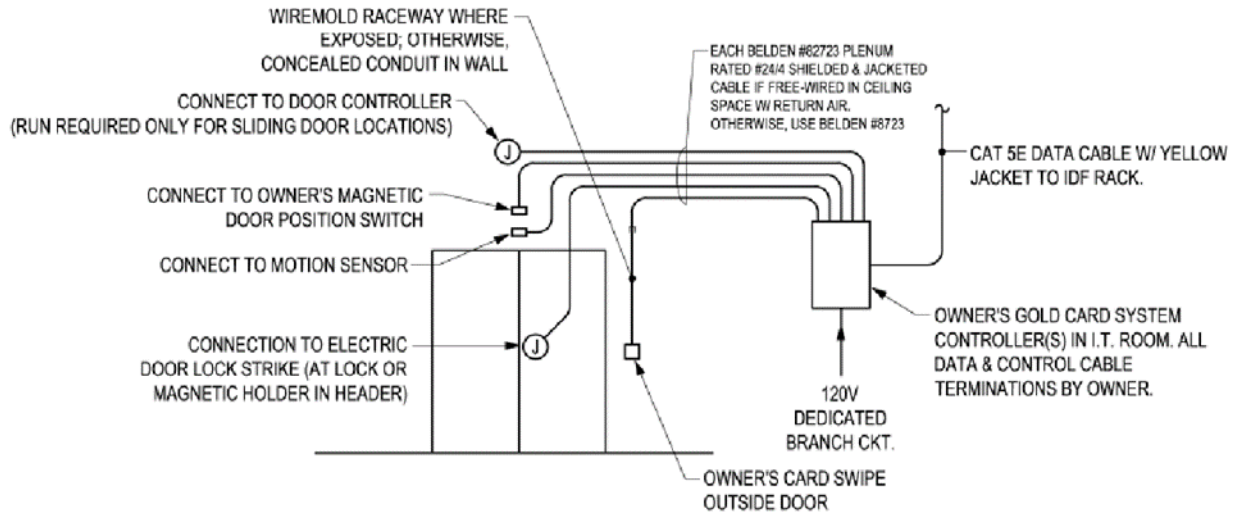 WIREMOLD RACEWAY WHERE
EXPOSED; OTHERWISE,
CONCEALED CONDUIT IN WALL
EACH BELDEN #82723 PLENUM
RATED #24/4 SHIELDED & JACKETED
CABLE IF FREE-WIRED IN CEILING
SPACE W/ RETURN AIR.
OTHERWISE, USE BELDEN #8723
CONNECT TO DOOR CONTROLLER
(RUN REQUIRED ONLY FOR SLIDING DOOR LOCATIONS)
J
CAT 5E DATA CABLE W/ YELLOW
JACKET TO IDF RACK.
CONNECT TO OWNER'S MAGNETIC
DOOR POSITION SWITCH
CONNECT TO MOTION SENSOR
CONNECTION TO ELECTRIC
DOOR LOCK STRIKE (AT LOCK OR
MAGNETIC HOLDER IN HEADER)
J
OWNER'S GOLD CARD SYSTEM
CONTROLLER(S) IN I.T. ROOM. ALL
DATA & CONTROL CABLE
TERMINATIONS BY OWNER.
120V
DEDICATED
BRANCH CKT.
OWNER'S CARD SWIPE
OUTSIDE DOOR